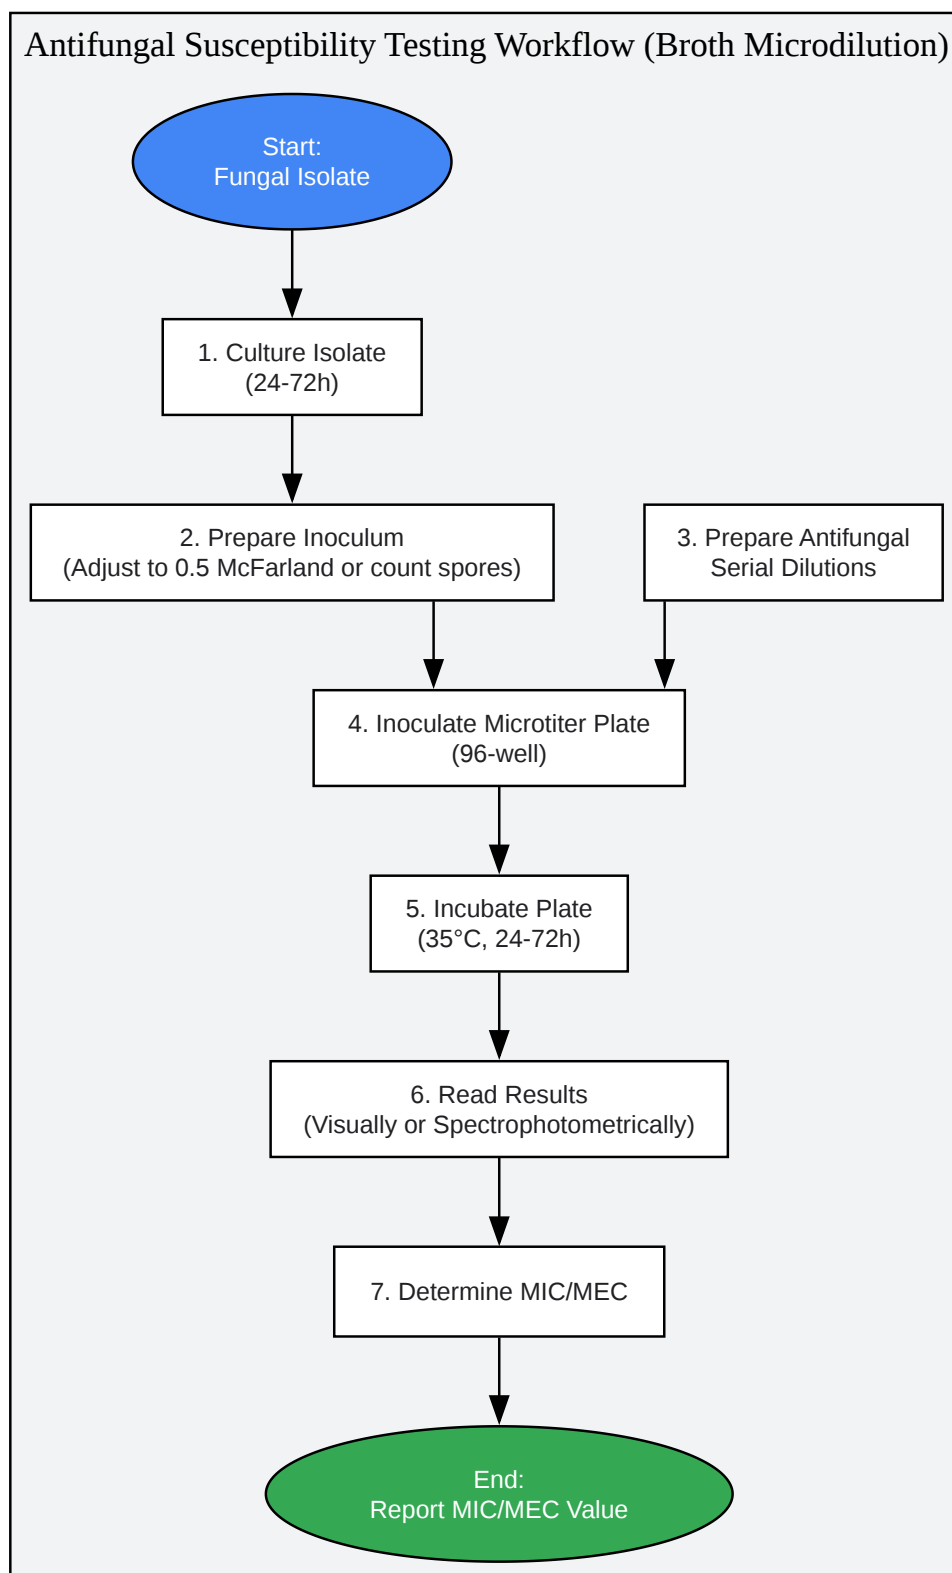 Antifungal Susceptibility Testing Workflow (Broth Microdilution)
Start:
Fungal Isolate
1. Culture Isolate
(24-72h)
2. Prepare Inoculum
(Adjust to 0.5 McFarland or count spores)
3. Prepare Antifungal
Serial Dilutions
4. Inoculate Microtiter Plate
(96-well)
5. Incubate Plate
(35°C, 24-72h)
6. Read Results
(Visually or Spectrophotometrically)
7. Determine MIC/MEC
End:
Report MIC/MEC Value